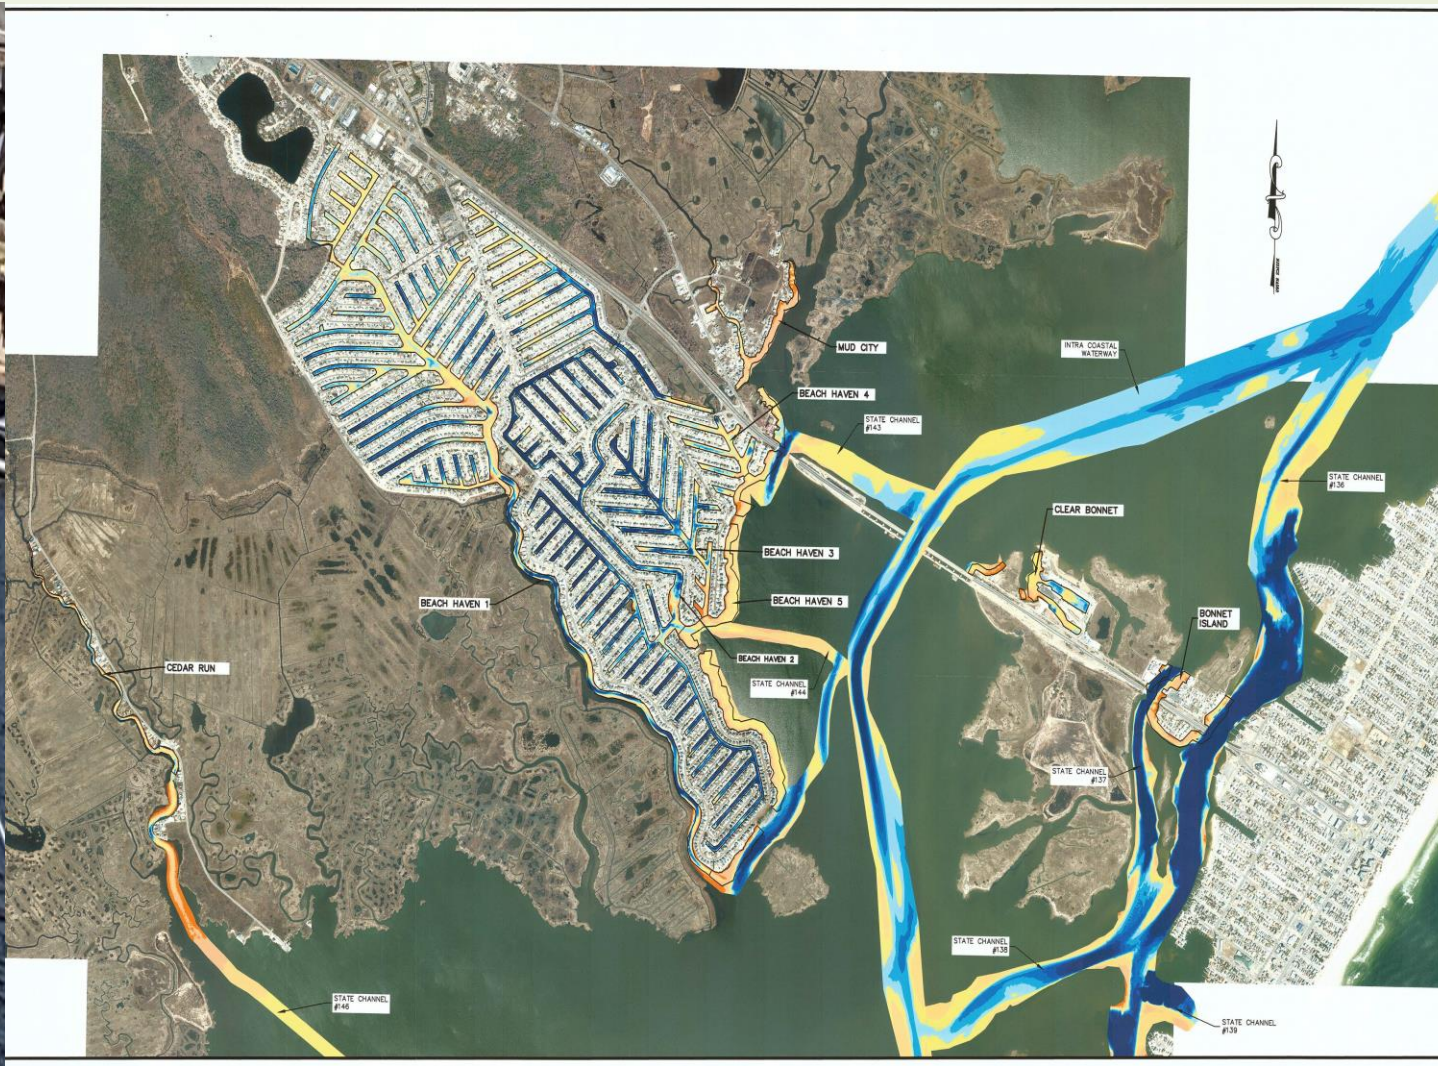 MUD CITY
INTRA COASTAL
WATERWAY
BEACH HAVEN 4
STATE CHANNEL
#143
STATE CHANNEL
#136
CLEAR BONNET
BEACH HAVEN 3
BEACH HAVEN 1
BEACH HAVEN 5
BONNET
ISLAND
BEACH HAVEN 2
CEDAR RUN
STATE CHANNEL
#144
STATE CHANNEL
#137
STATE CHANNEL
#138
STATE CHANNEL
#146
STATE CHANNEL
#139